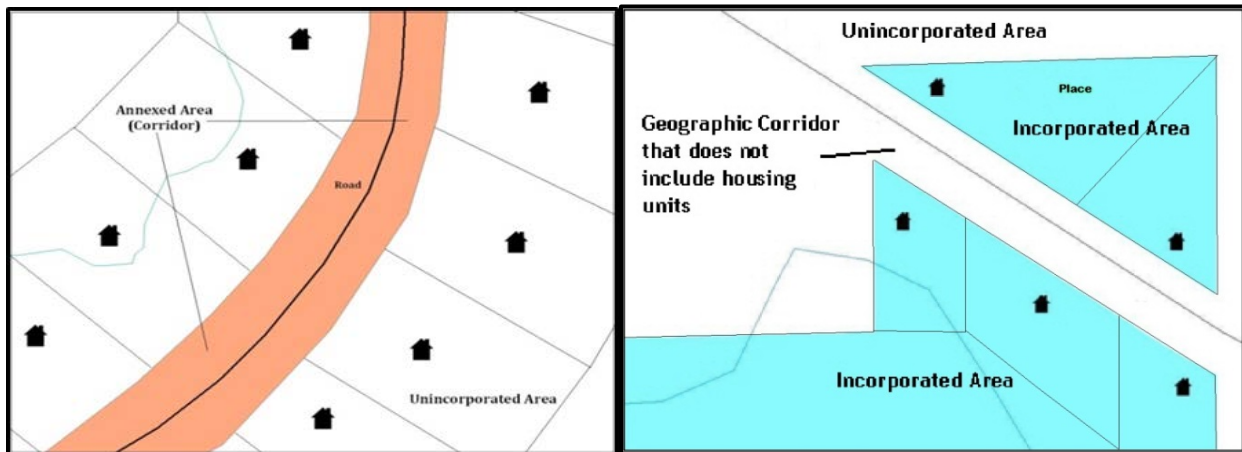 Annexed Area
(Corridor)
Road
Unincorporated Area
Unincorporated Area
Place
Incorporated Area
Geographic Corridor
that does not
include housing
units
Incorporated Area